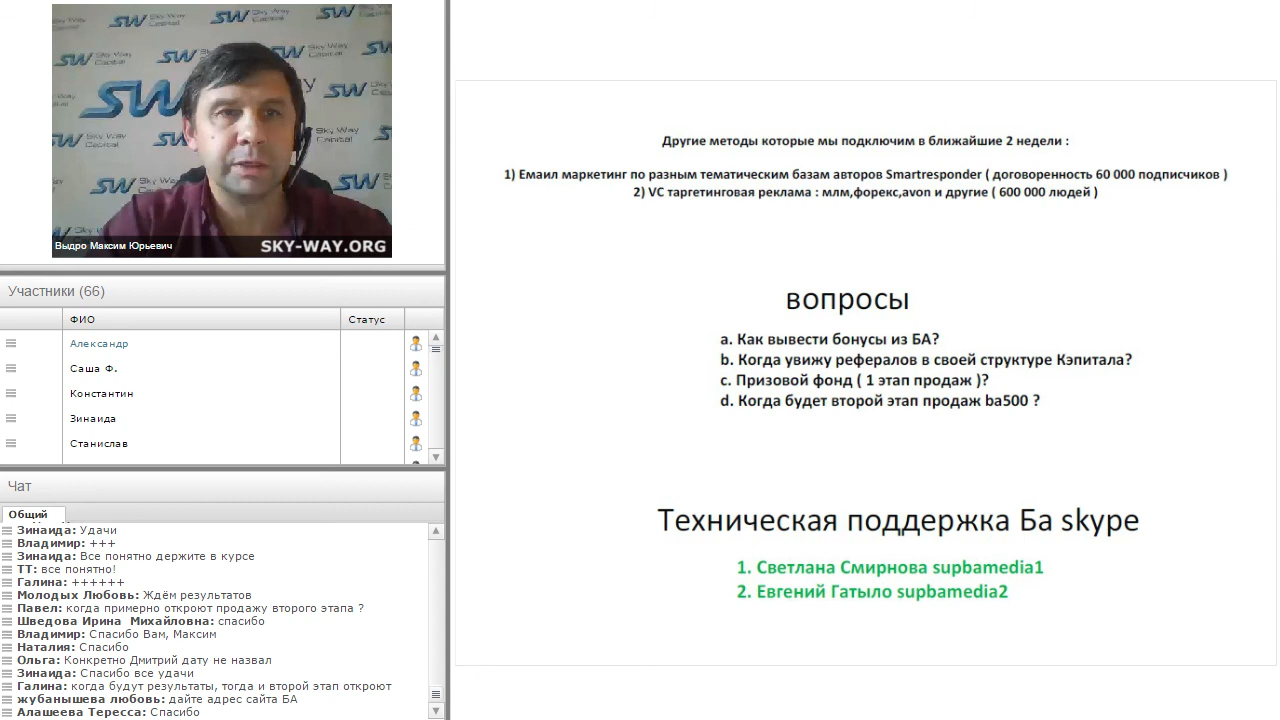 SW Sky Way Capital
Выдро Максим Юрьевич
SKY-WAY.ORG
Участники (66)
ФИО
Статус
Александр
Саша Ф.
Константин
Зинаида
Станислав
Чат
Общий
Зинаида: Удачи
Владимир: +++
Зинаида: Все понятно держите в курсе
ТТ: все понятно!
Галина: ++++++
Молодых Любовь: Ждём результатов
Павел: когда примерно откроют продажу второго этапа ?
Шведова Ирина Михайловна: спасибо
Владимир: Спасибо Вам, Максим
Наталия: Спасибо
Ольга: Конкретно Дмитрий дату не назвал
Зинаида: Спасибо все удачи
Галина: когда будут результаты, тогда и второй этап откроют
жубанышева любовь: дайте адрес сайта БА
Алашеева Тересса: Спасибо
Другие методы которые мы подключим в ближайшие 2 недели :
1) Емаил маркетинг по разным тематическим базам авторов Smartresponder ( договоренность 60 000 подписчиков )
2) VC таргетинговая реклама : млм,форекс,avon и другие ( 600 000 людей )
вопросы
a. Как вывести бонусы из БА?
b. Когда увижу рефералов в своей структуре Кэпитала?
c. Призовой фонд ( 1 этап продаж )?
d. Когда будет второй этап продаж ba500 ?
Техническая поддержка Ба skype
1. Светлана Смирнова supbamedia1
2. Евгений Гатыло supbamedia2